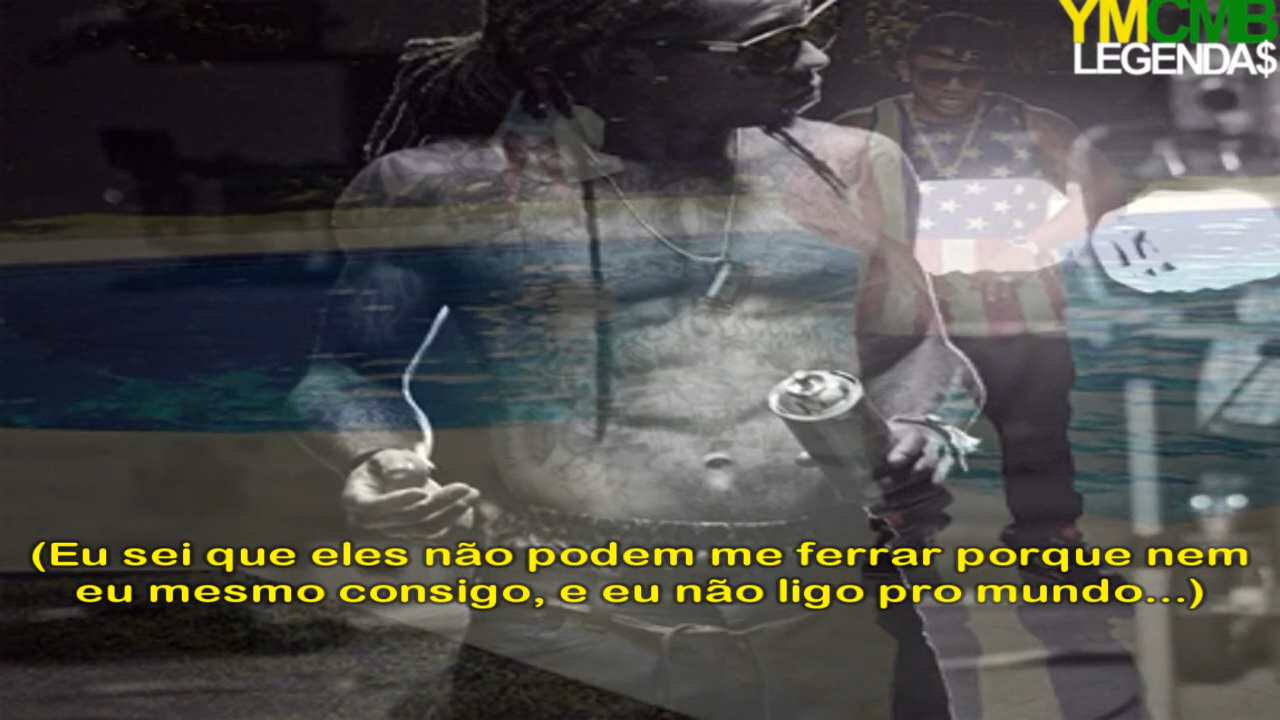 YMCMB
LEGENDA$
(Eu sei que eles não podem me ferrar porque nem
eu mesmo consigo, e eu não ligo pro mundo...)